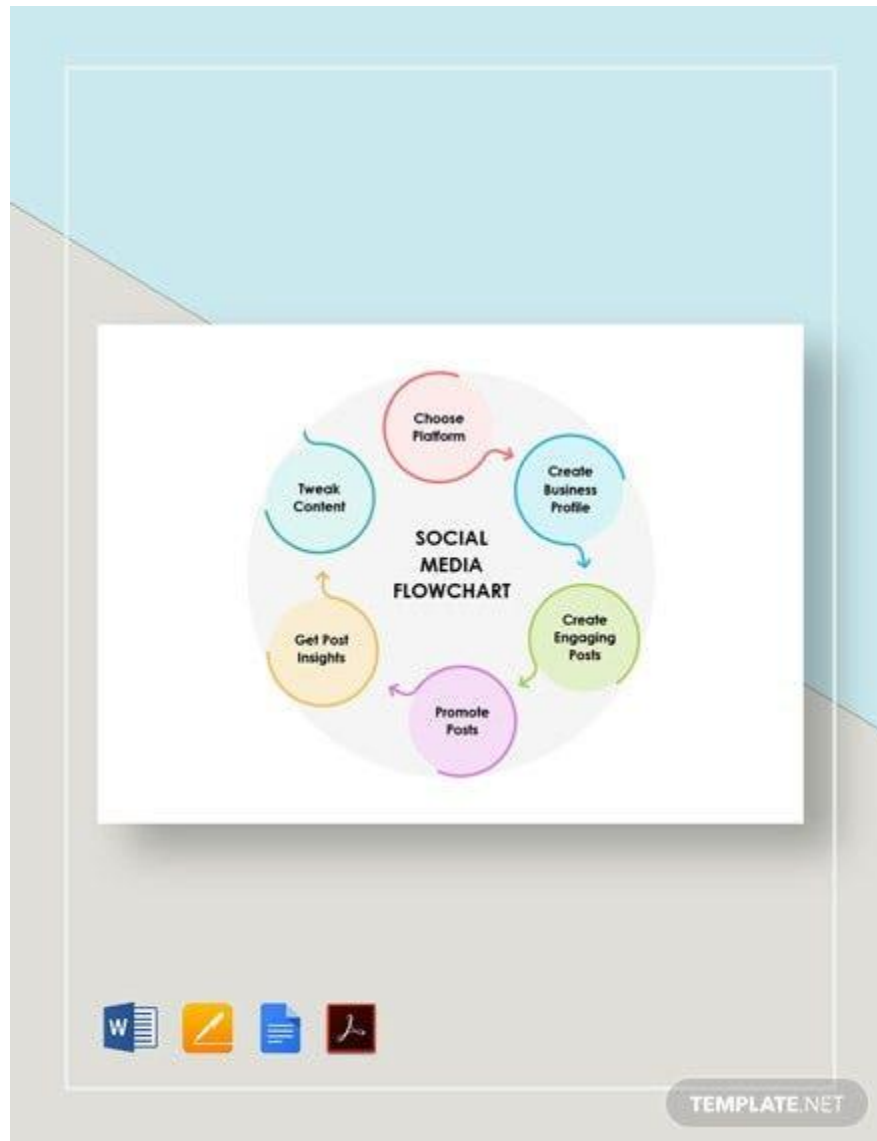 Choose
Platform
Create
Business
Profile
Tweak
Content
SOCIAL
MEDIA
FLOWCHART
Create
Engaging
Posts
Get Post
Insights
Promote
Posts
W
TEMPLATE.NET